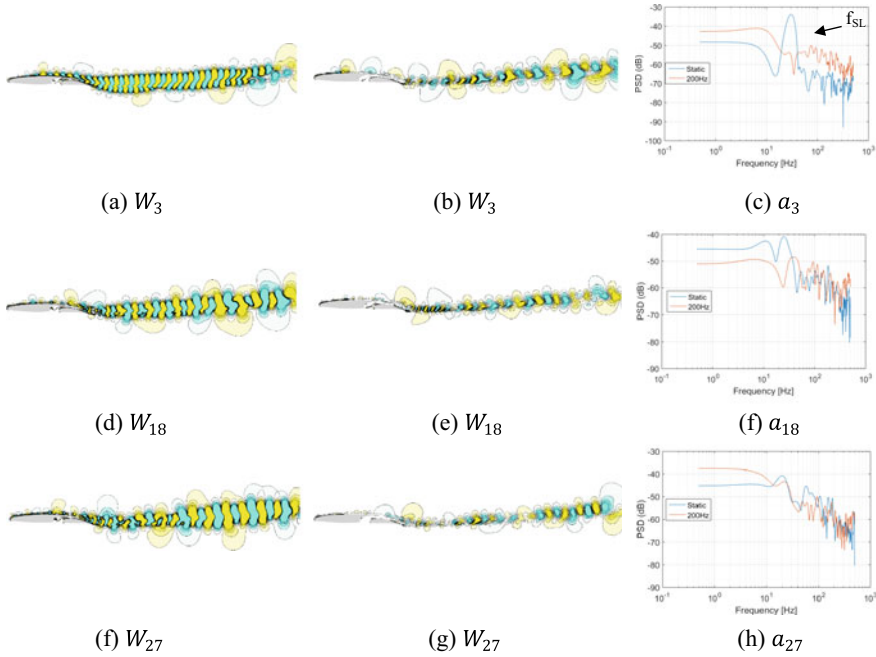 f_SL
-30
-40
-50
-60
-70
-80
-90
-100
PSD (dB)
Static
200Hz
10^-1 10^0 10^1 10^2 10^3
Frequency [Hz]
(a) W_3 (b) W_3 (c) a_3
-40
-50
-60
-70
-80
-90
PSD (dB)
Static
200Hz
10^-1 10^0 10^1 10^2 10^3
Frequency [Hz]
(d) W_18 (e) W_18 (f) a_18
-30
-40
-50
-60
-70
-80
-90
PSD (dB)
Static
200Hz
10^-1 10^0 10^1 10^2 10^3
Frequency [Hz]
(f) W_27 (g) W_27 (h) a_27